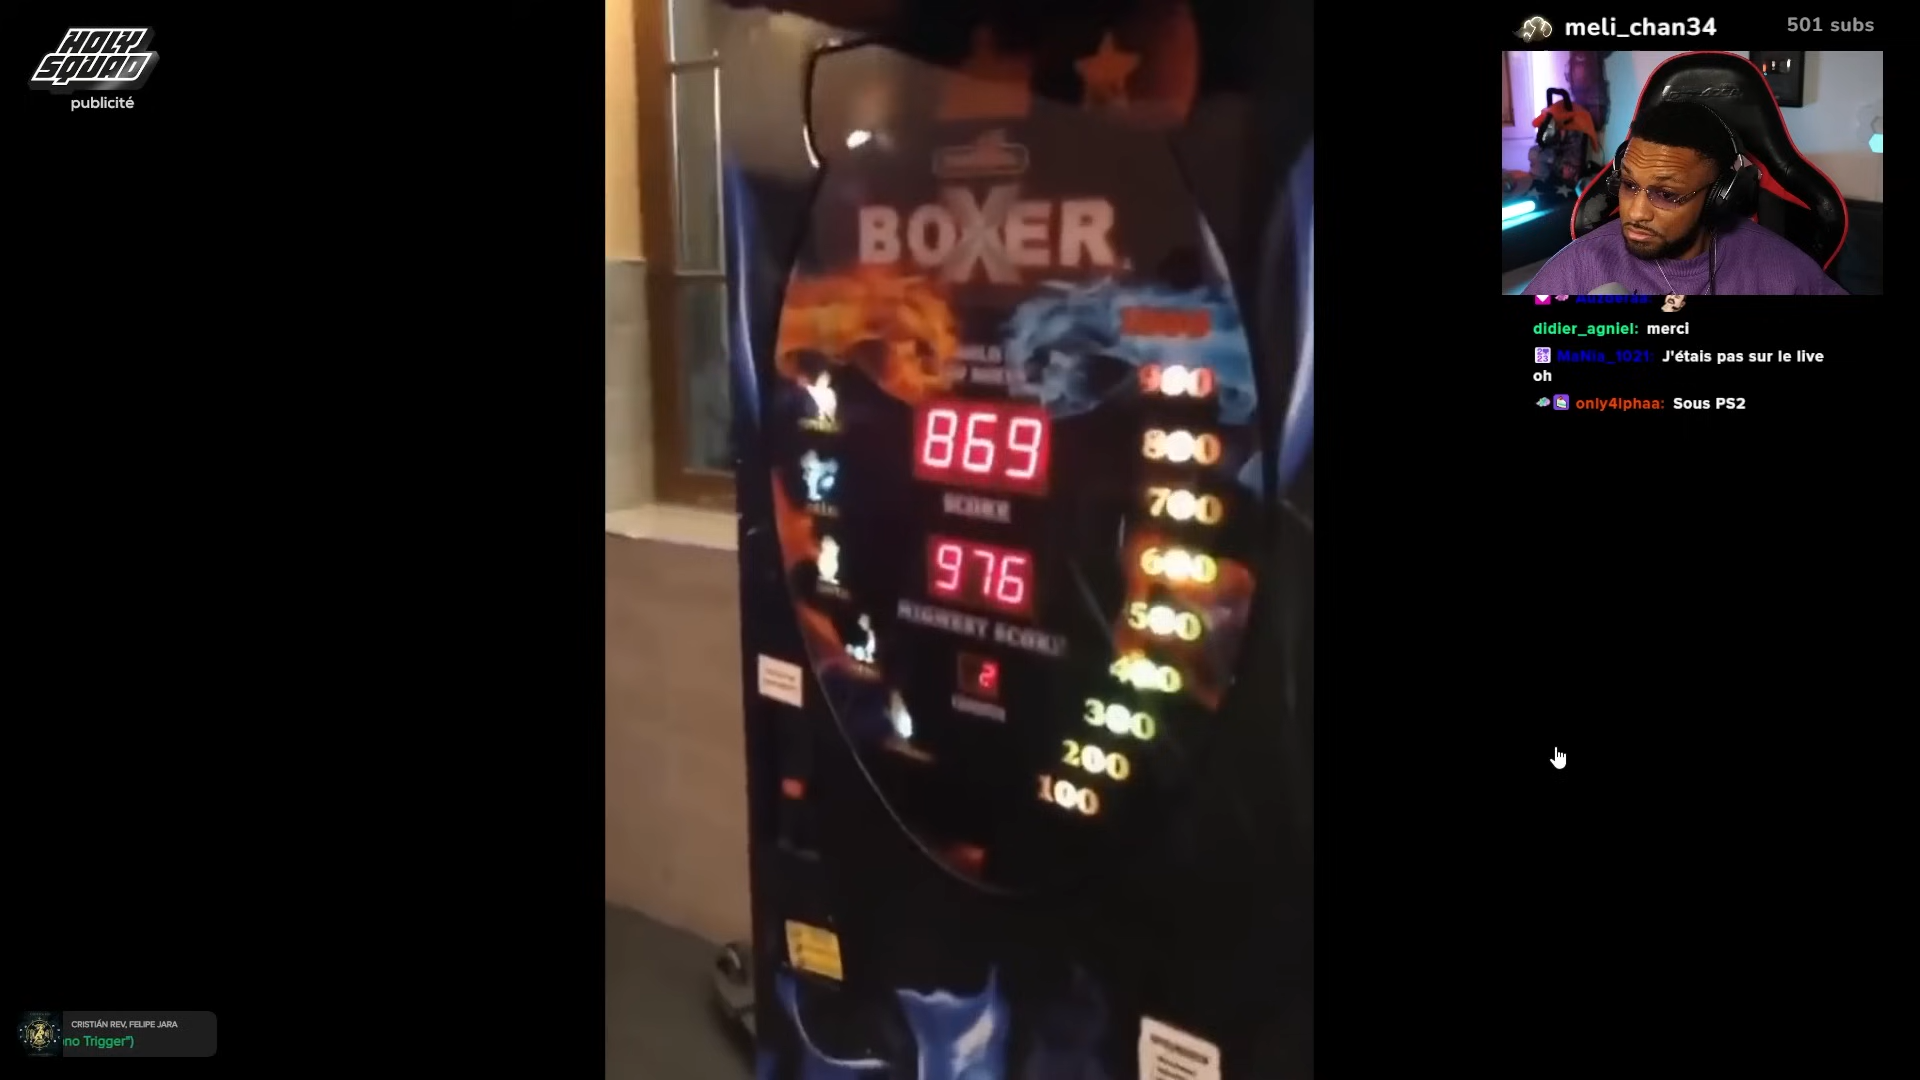 HOLY
SQUAD
publicité
BOXER
869
SCORE
976
HIGHEST SCORE
2
900
800
700
600
500
400
300
200
100
meli_chan34
501 subs
didier_agniel: merci
MaNia_1021: J'étais pas sur le live
oh
only4lphaa: Sous PS2
CRISTIÁN REV, FELIPE JARA
no Trigger")